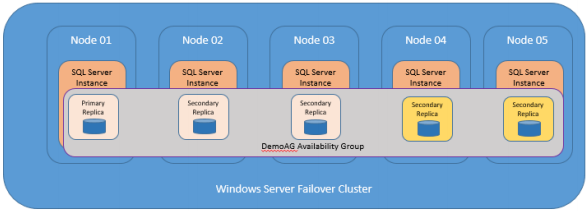 Node 01
Node 02
Node 03
Node 04
Node 05
SQL Server
Instance
SQL Server
Instance
SQL Server
Instance
SQL Server
Instance
SQL Server
Instance
Primary
Replica
Secondary
Replica
Secondary
Replica
Secondary
Replica
Secondary
Replica
DemoAG Availability Group
Windows Server Failover Cluster